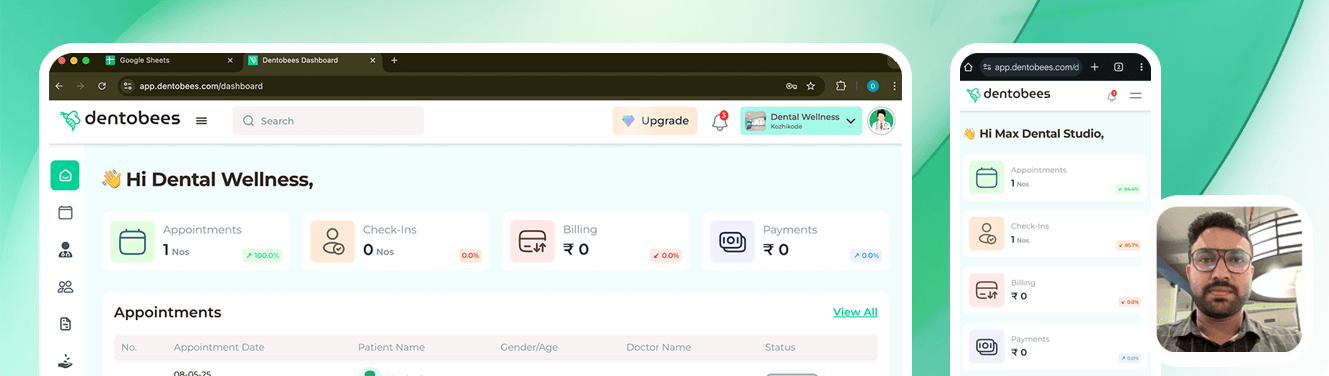 Google Sheets
Dentobees Dashboard
app.dentobees.com/dashboard
D
dentobees
Search
Upgrade
3
Dental Wellness
Kozhikode
👋 Hi Dental Wellness,
Appointments
1 Nos
↗ 100.0%
Check-Ins
0 Nos
0.0%
Billing
₹ 0
↙ 0.0%
Payments
₹ 0
↗ 0.0%
Appointments
View All
No. Appointment Date Patient Name Gender/Age Doctor Name Status
08-05-25
app.dentobees.com/d
2
dentobees
👋 Hi Max Dental Studio,
Appointments
1 Nos
↙ 94.4%
Check-Ins
1 Nos
↙ 85.7%
Billing
₹ 0
↙ 0.0%
Payments
₹ 0
↗ 0.0%